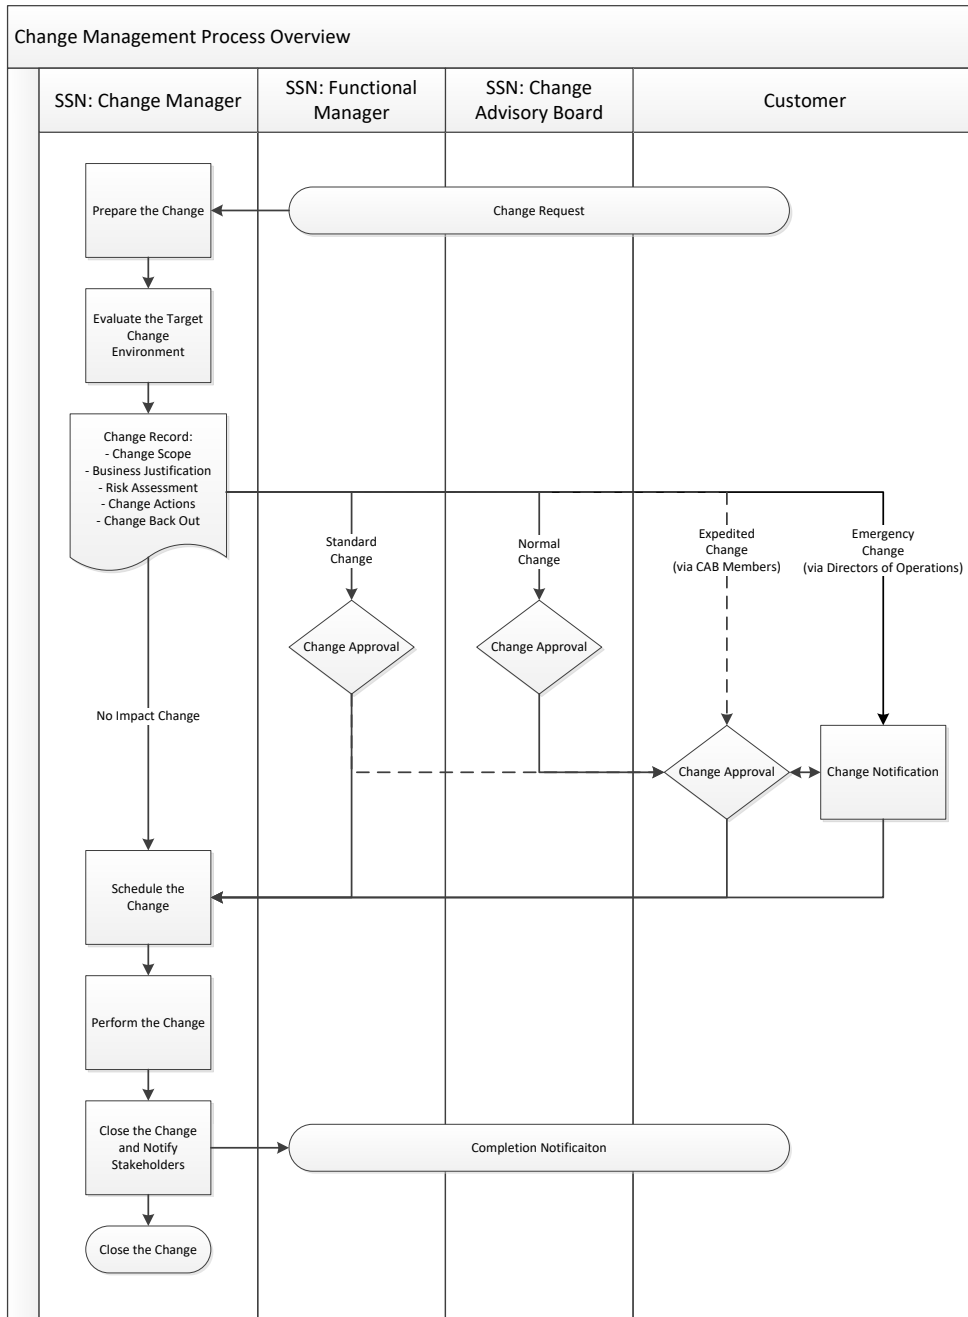 Change Management Process Overview
SSN: Change Manager
SSN: Functional
Manager
SSN: Change
Advisory Board
Customer
Prepare the Change
Change Request
Evaluate the Target
Change
Environment
Change Record:
- Change Scope
- Business Justification
- Risk Assessment
- Change Actions
- Change Back Out
Standard
Change
Normal
Change
Expedited
Change
(via CAB Members)
Emergency
Change
(via Directors of Operations)
Change Approval
Change Approval
No Impact Change
Change Approval
Change Notification
Schedule the
Change
Perform the Change
Close the Change
and Notify
Stakeholders
Completion Notificaiton
Close the Change